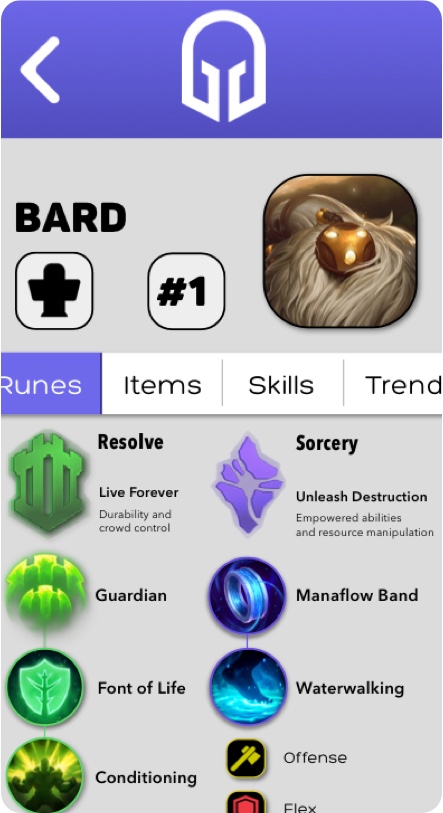 BARD
#1
Runes
Items
Skills
Trend
Resolve
Live Forever
Durability and
crowd control
Sorcery
Unleash Destruction
Empowered abilities
and resource manipulation
Guardian
Manaflow Band
Font of Life
Waterwalking
Conditioning
Offense
Flex